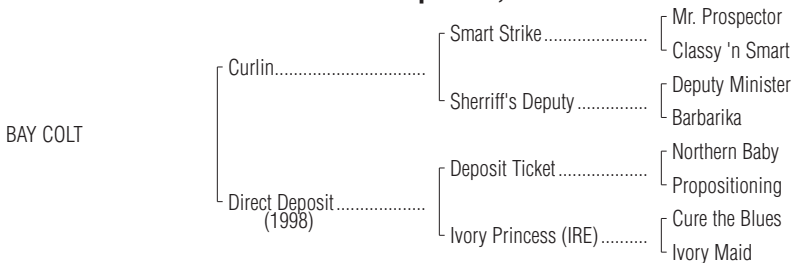 Mr. Prospector
Smart Strike......................
Classy 'n Smart
Curlin................................
Deputy Minister
Sherriff's Deputy ...............
Barbarika
BAY COLT
Northern Baby
Deposit Ticket...................
Propositioning
Direct Deposit...................
(1998)
Cure the Blues
Ivory Princess (IRE)..........
Ivory Maid